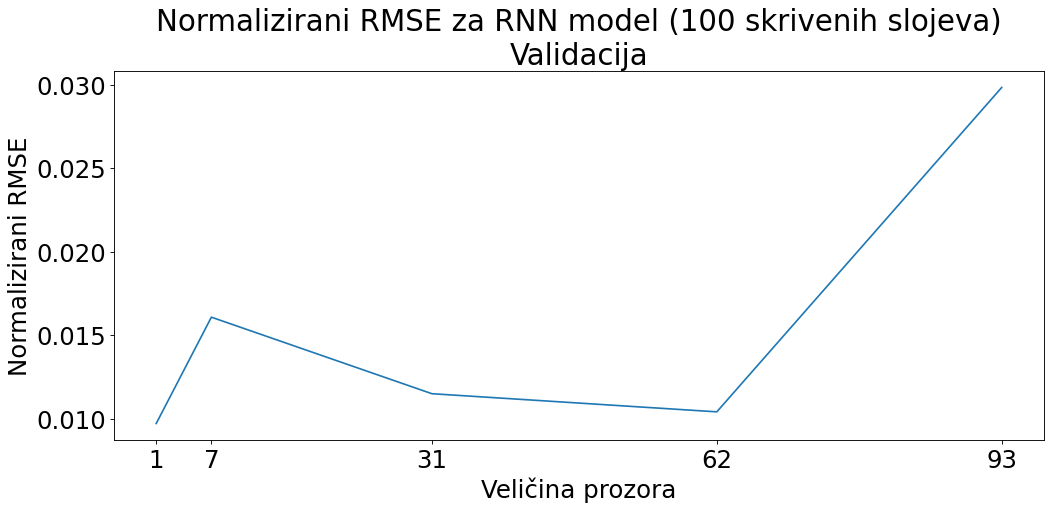 Normalizirani RMSE za RNN model (100 skrivenih slojeva)
Validacija
Normalizirani RMSE
0.030
0.025
0.020
0.015
0.010
1 7 31 62 93
Veličina prozora